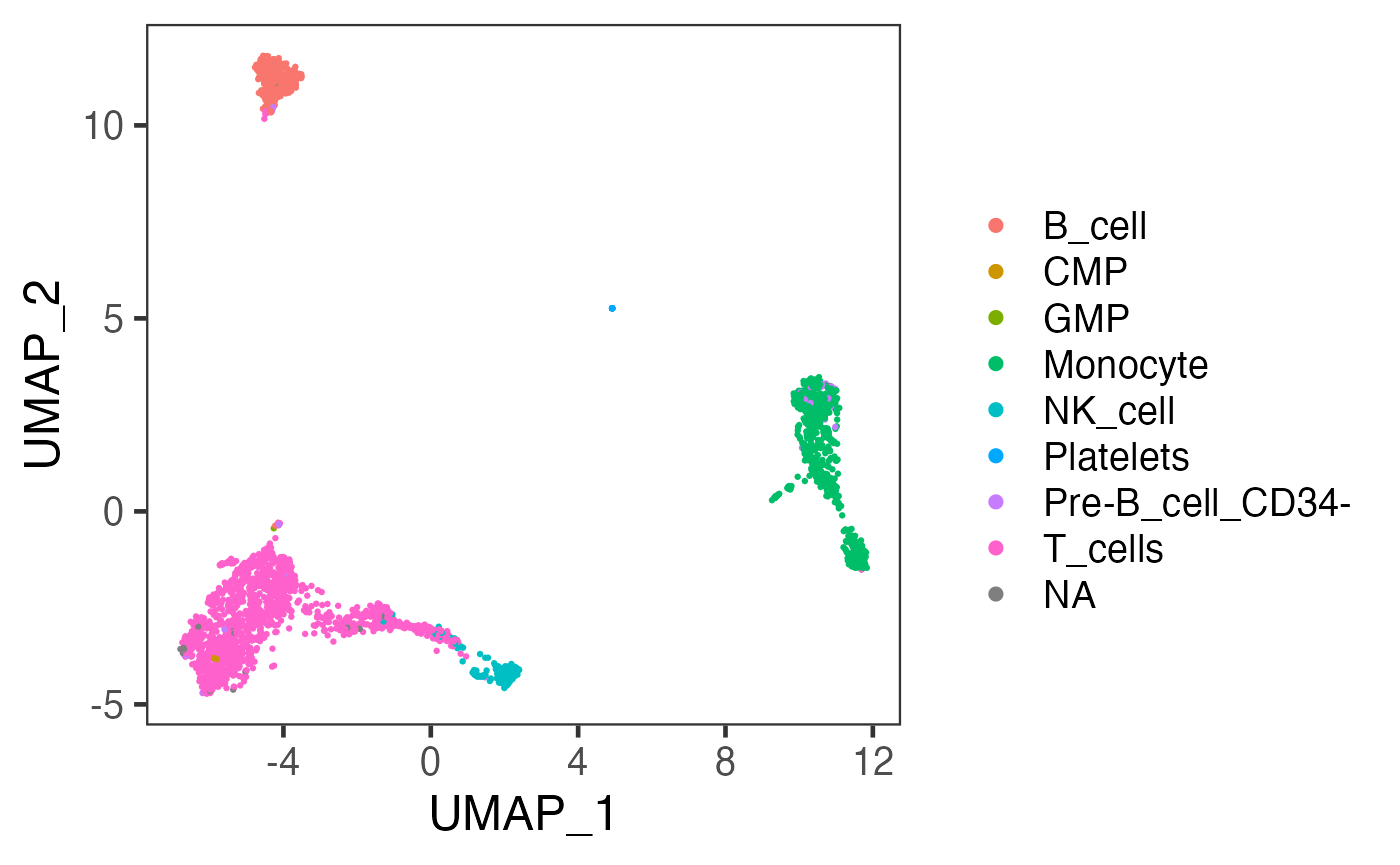 UMAP_2
10
5
0
-5
-4
0
4
8
12
UMAP_1
B_cell
CMP
GMP
Monocyte
NK_cell
Platelets
Pre-B_cell_CD34-
T_cells
NA